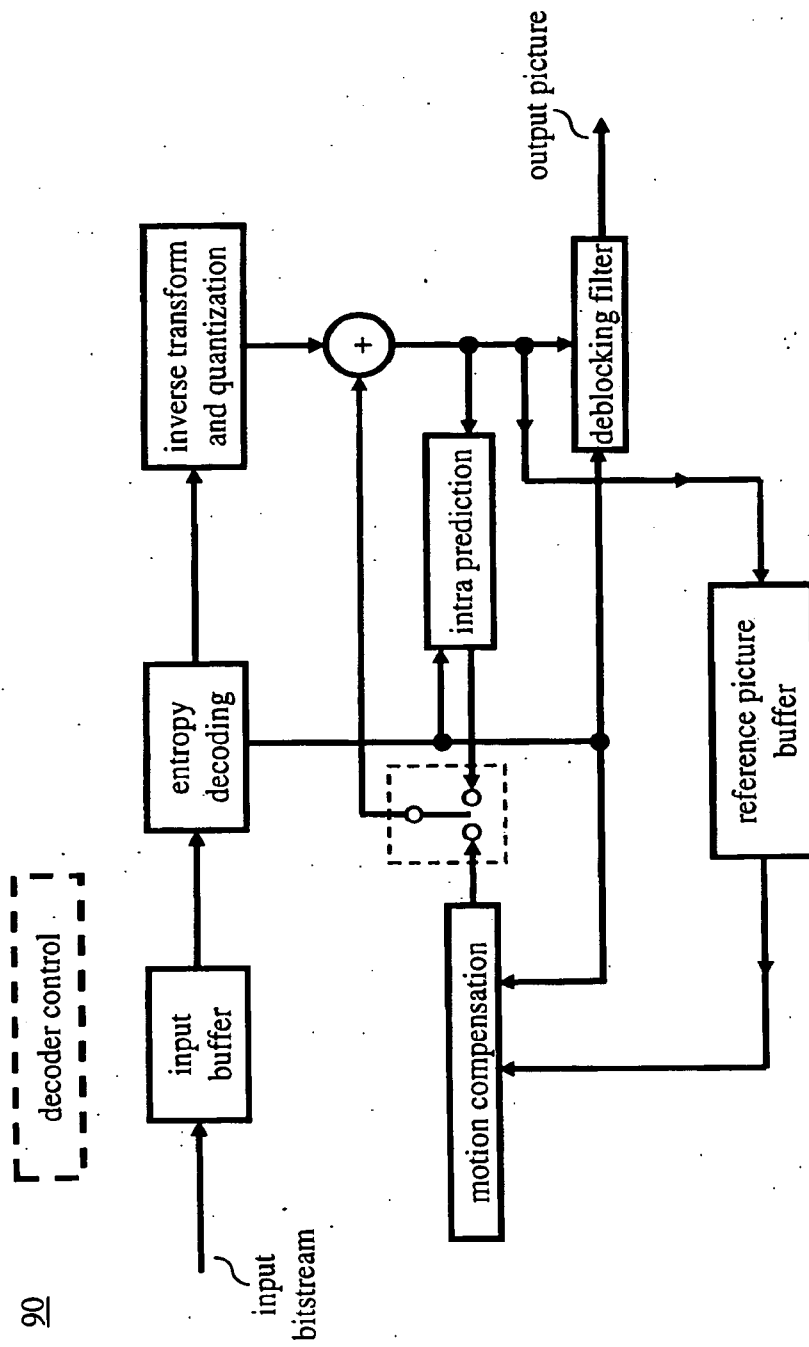 90
decoder control
input
bitstream
input
buffer
entropy
decoding
inverse transform
and quantization
+
motion compensation
intra prediction
deblocking filter
output picture
reference picture
buffer